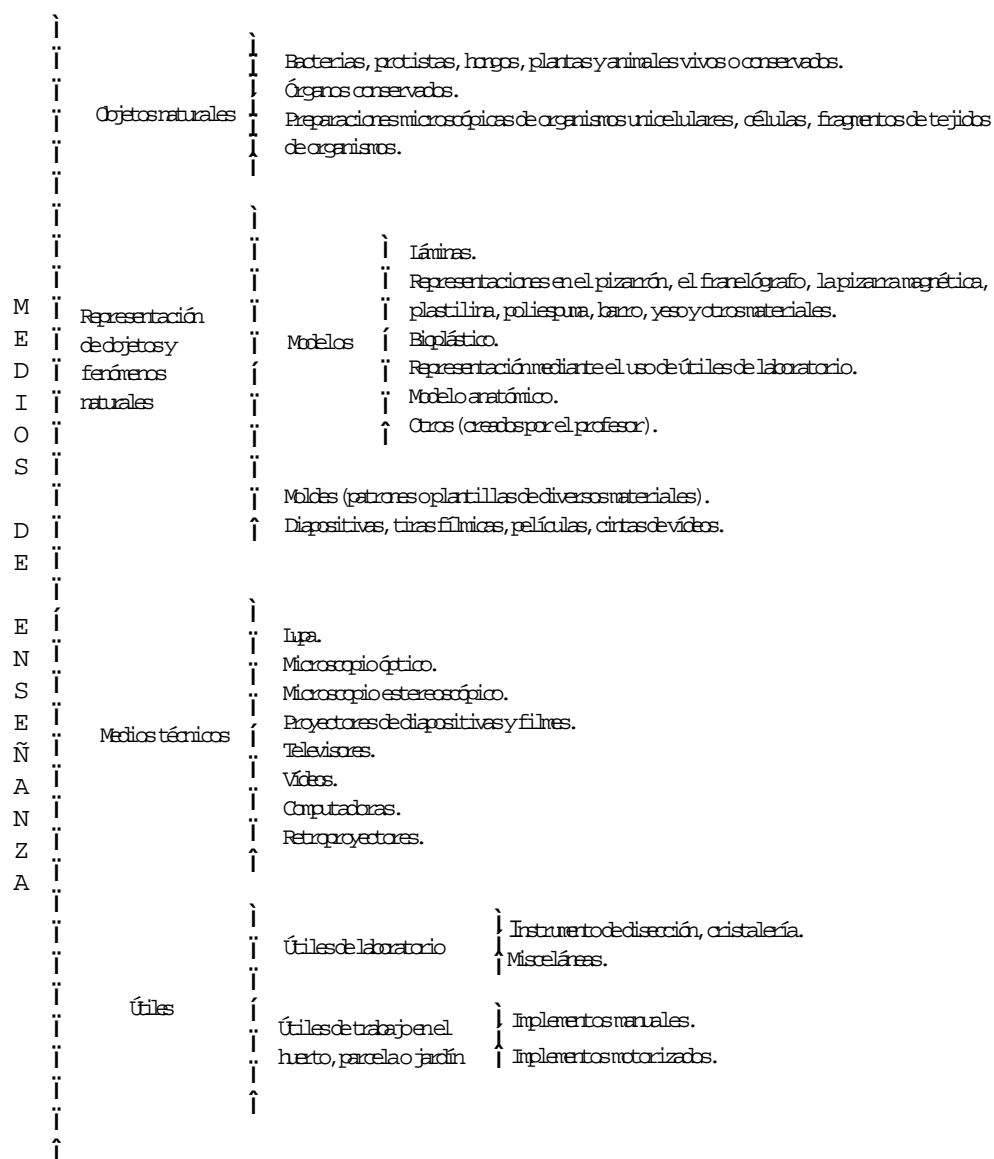 MEDIOS DE ENSEÑANZA
Objetos naturales
Bacterias, protistas, hongos, plantas y animales vivos o conservados.
Órganos conservados.
Preparaciones microscópicas de organismos unicelulares, células, fragmentos de tejidos
de organismos.
Representación
de objetos y
fenómenos
naturales
Modelos
Láminas.
Representaciones en el pizarrón, el franelógrafo, la pizarra magnética,
plastilina, poliespuma, barro, yeso y otros materiales.
Bioplástico.
Representación mediante el uso de útiles de laboratorio.
Modelo anatómico.
Otros (creados por el profesor).
Moldes (patrones o plantillas de diversos materiales).
Diapositivas, tiras fílmicas, películas, cintas de vídeos.
Medios técnicos
Lupa.
Microscopio óptico.
Microscopio estereoscópico.
Proyectores de diapositivas y filmes.
Televisores.
Vídeos.
Computadoras.
Retroproyectores.
Útiles
Útiles de laboratorio
Instrumento de disección, cristalería.
Misceláneas.
Útiles de trabajo en el
huerto, parcela o jardín
Implementos manuales.
Implementos motorizados.